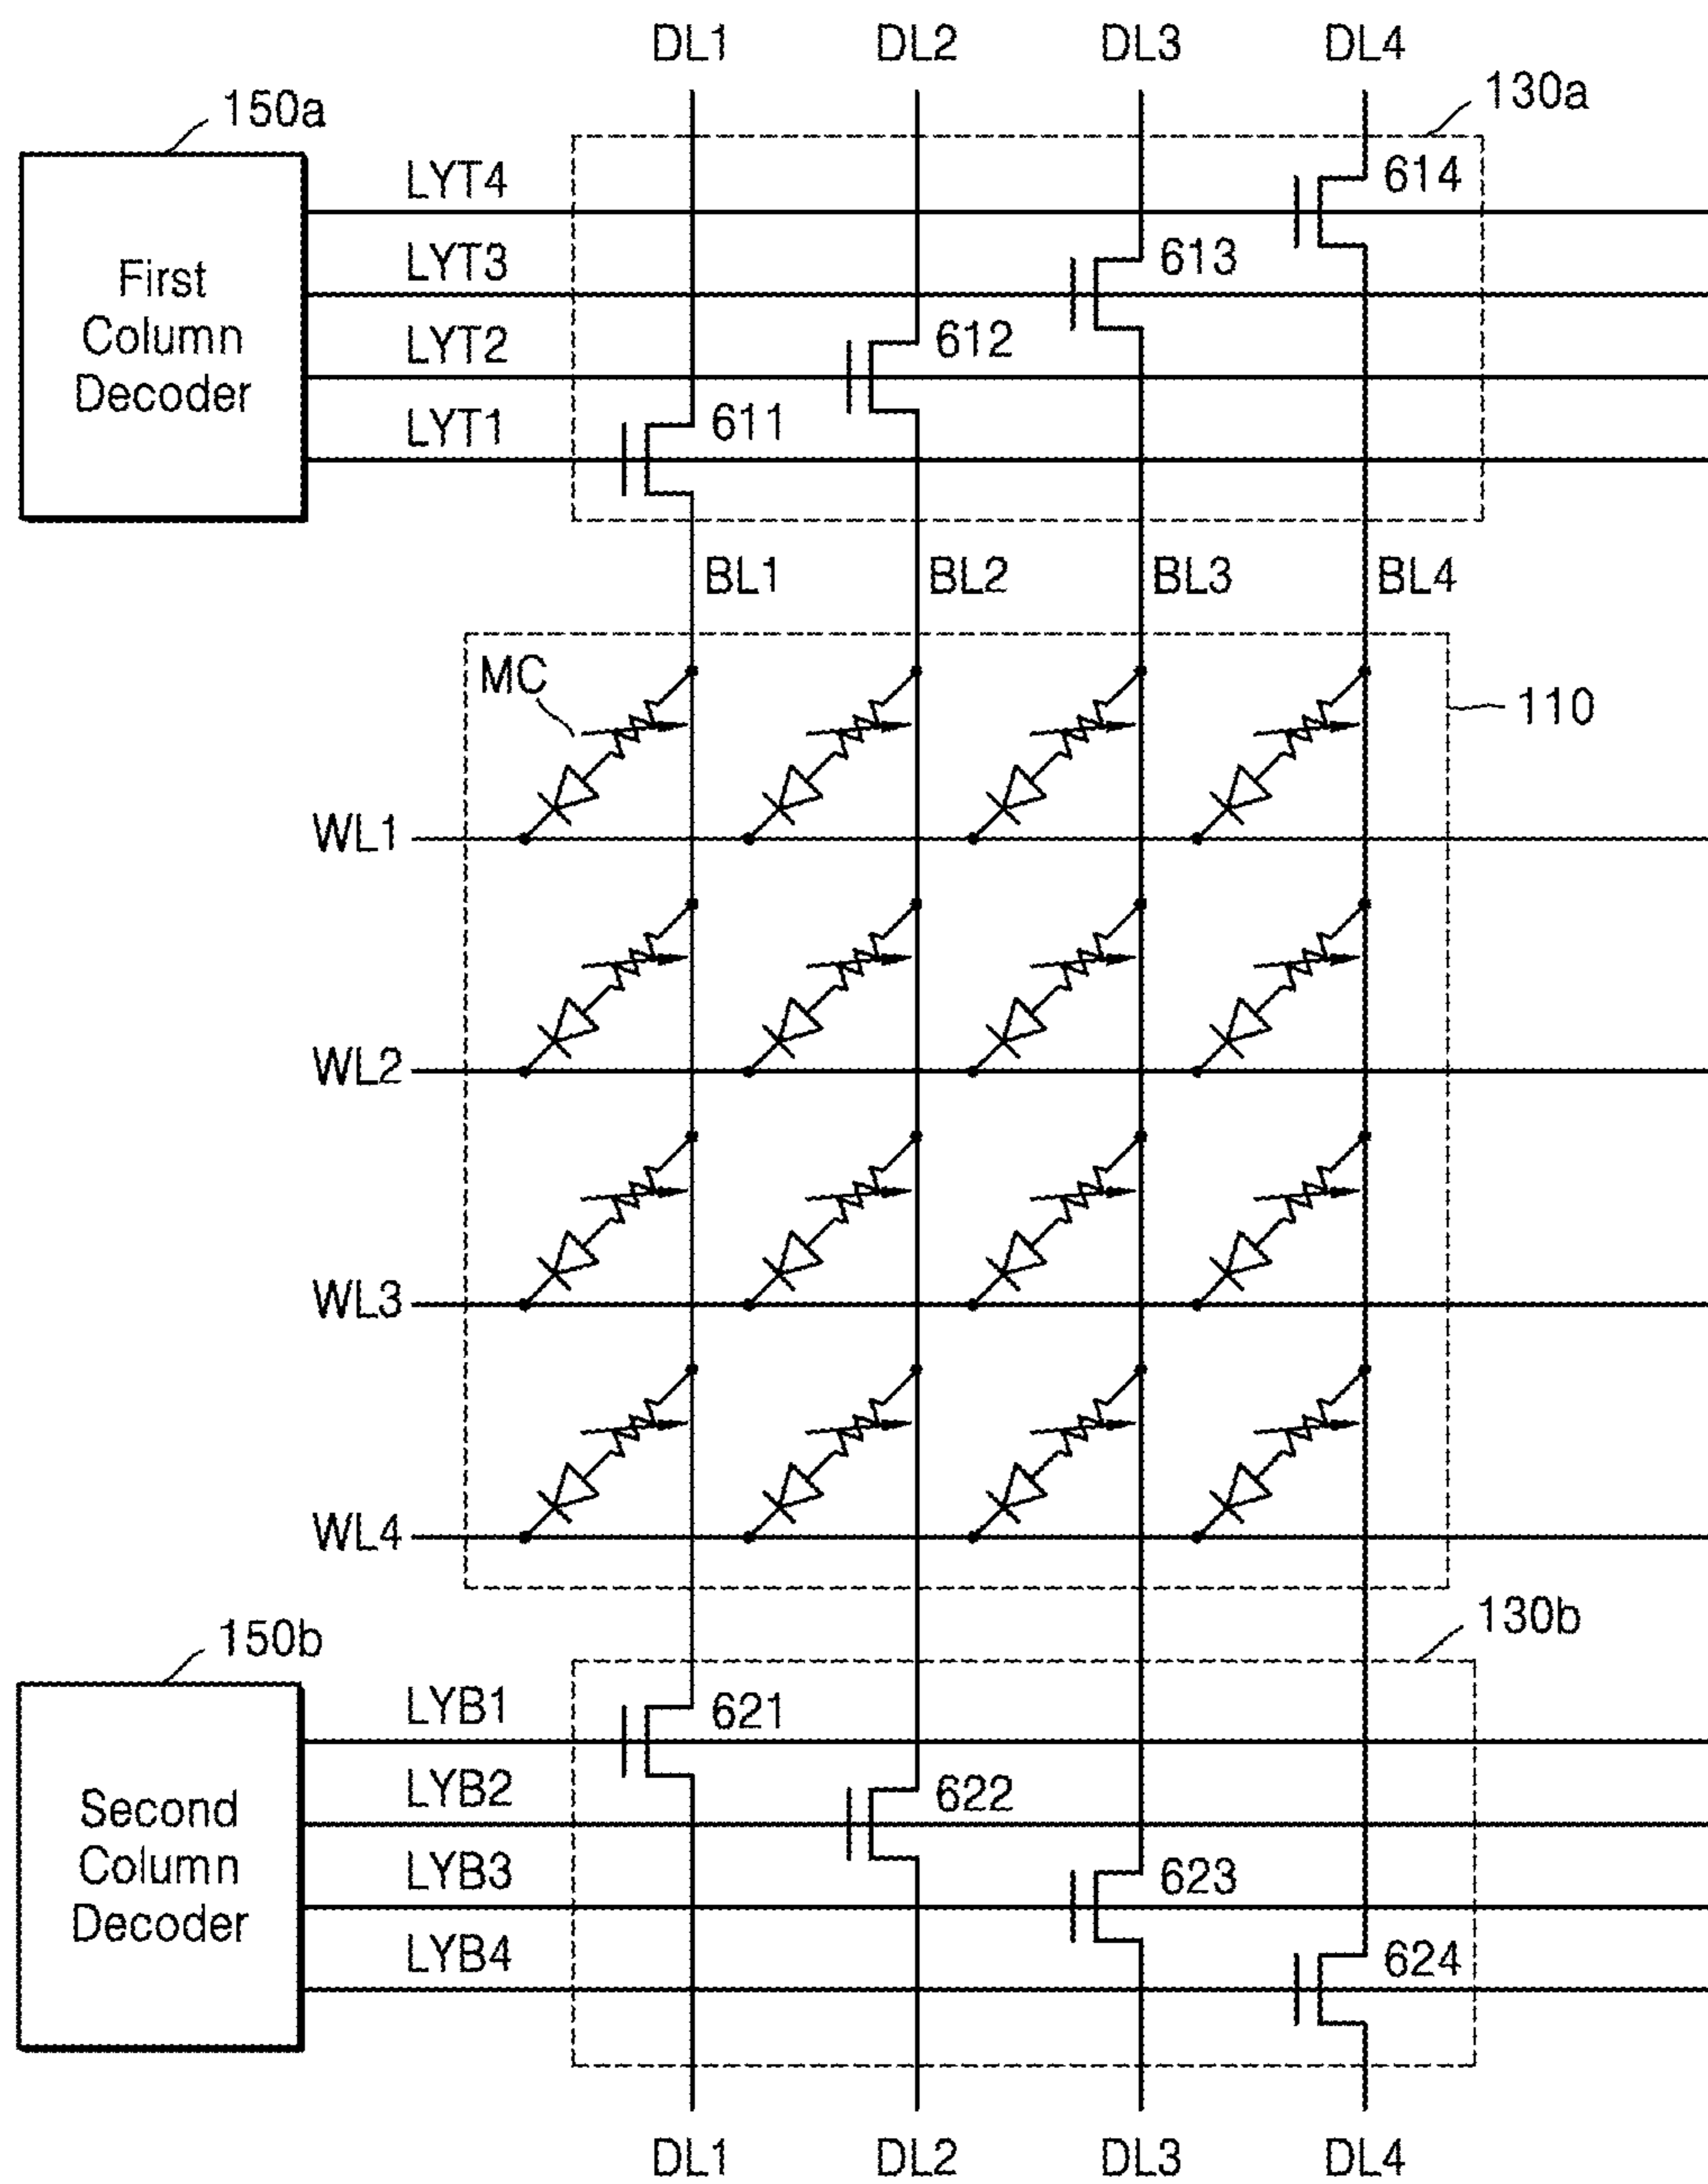 DL1 DL2 DL3 DL4
150a
130a
LYT4
614
First
Column
Decoder
LYT3
613
LYT2
612
LYT1
611
BL1 BL2 BL3 BL4
MC
110
WL1
WL2
WL3
WL4
150b
130b
LYB1
621
Second
Column
Decoder
LYB2
622
LYB3
623
LYB4
624
DL1 DL2 DL3 DL4